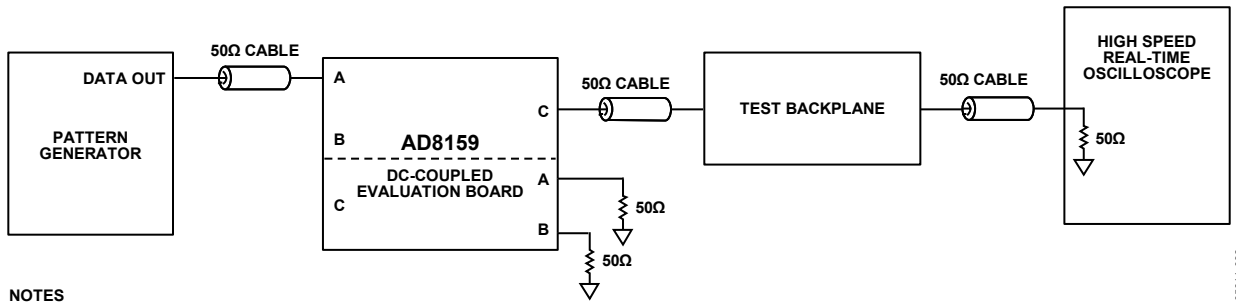 50Ω CABLE
DATA OUT
PATTERN
GENERATOR
A
B
C
AD8159
DC-COUPLED
EVALUATION BOARD
C
A
B
50Ω
50Ω
50Ω CABLE
TEST BACKPLANE
50Ω CABLE
HIGH SPEED
REAL-TIME
OSCILLOSCOPE
50Ω
NOTES